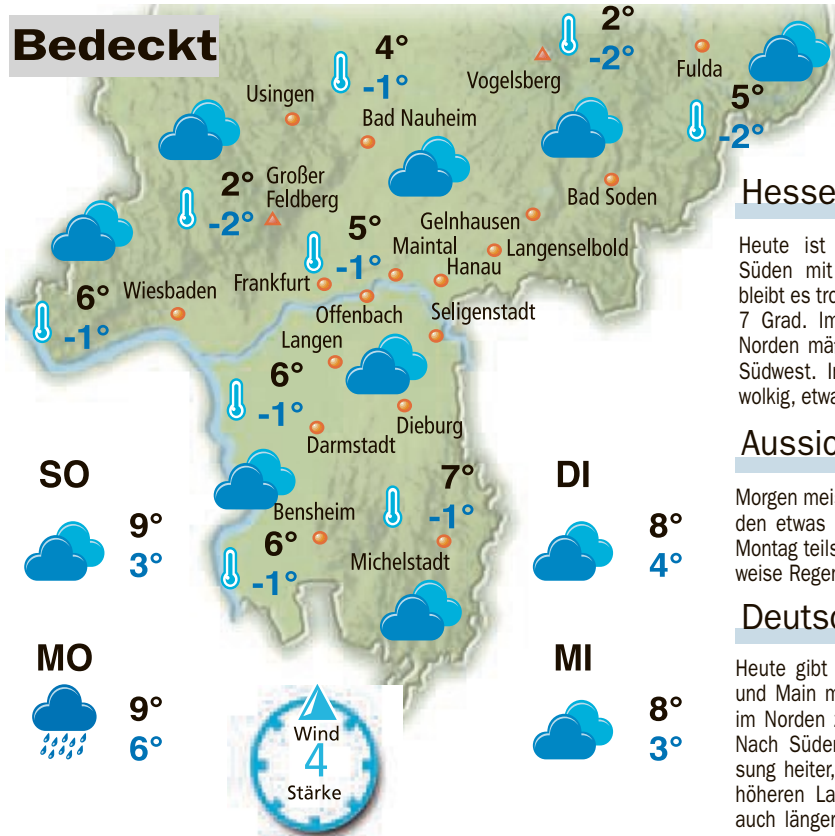 Bedeckt
2°
-2°
4°
-1°
Vogelsberg
Fulda
Usingen
5°
-2°
Bad Nauheim
2°
-2°
Großer
Feldberg
Bad Soden
Gelnhausen
5°
-1°
Maintal
Langenselbold
Hanau
Frankfurt
6°
-1°
Wiesbaden
Offenbach
Seligenstadt
Langen
6°
-1°
Dieburg
Darmstadt
7°
-1°
Bensheim
6°
-1°
Michelstadt
SO
9°
3°
MO
9°
6°
DI
8°
4°
MI
8°
3°
Wind
4
Stärke
Hesse
Heute ist
Süden mit
bleibt es tro
7 Grad. Im
Norden mä
Südwest. I
wolkig, etwa
Aussic
Morgen mei
den etwas
Montag teils
weise Rege
Deutsc
Heute gibt
und Main m
im Norden
Nach Süde
sung heiter,
höheren La
auch länger